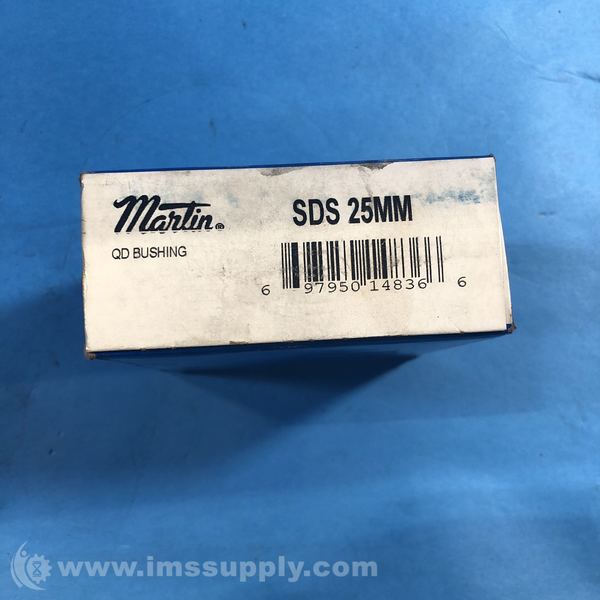 Martin®
SDS 25MM
QD BUSHING
6 97950 14836 6
www.imssupply.com